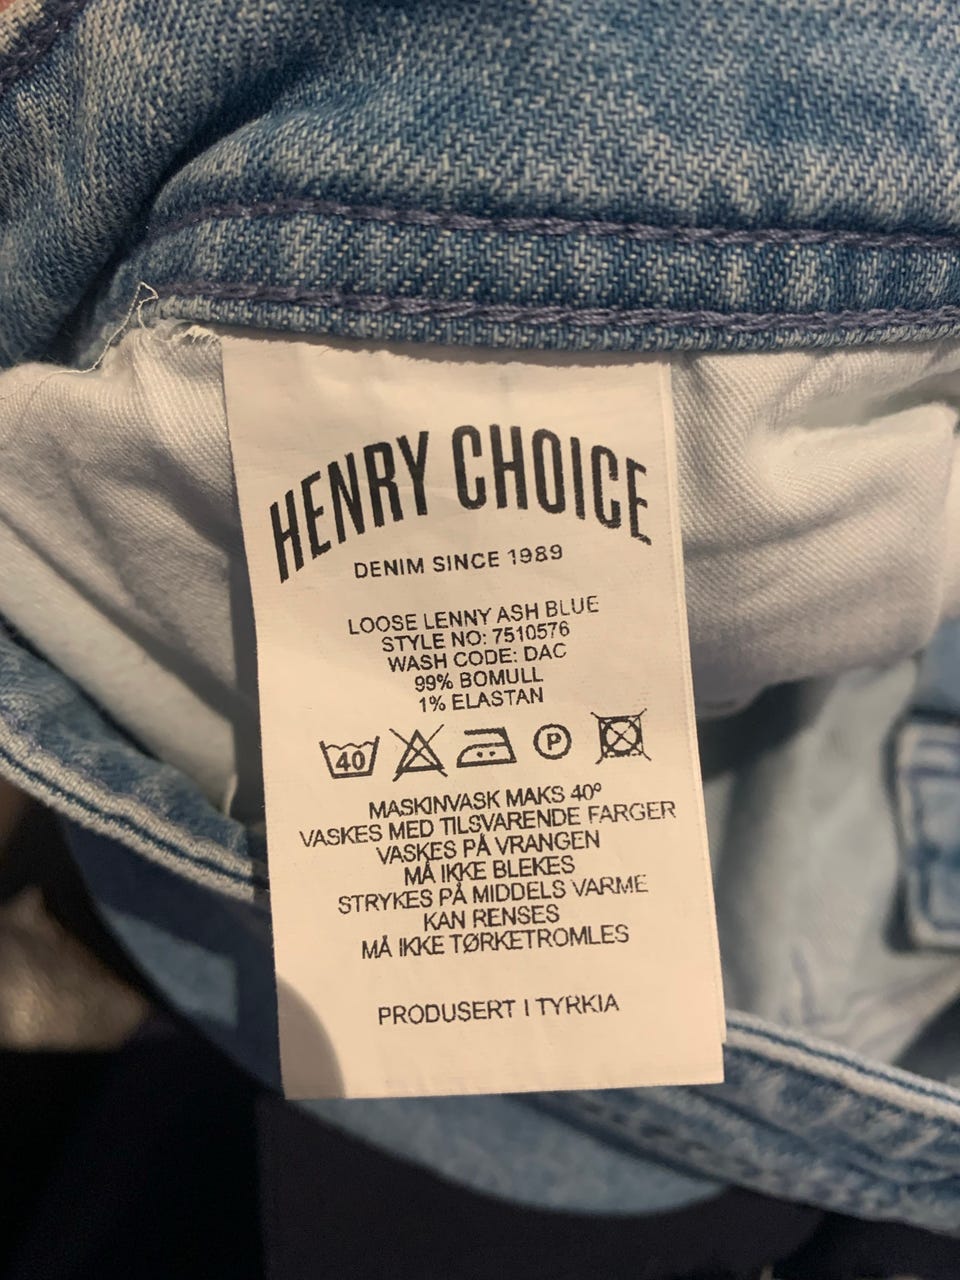 HENRY CHOICE
DENIM SINCE 1989
LOOSE LENNY ASH BLUE
STYLE NO: 7510576
WASH CODE: DAC
99% BOMULL
1% ELASTAN
40 P
MASKINVASK MAKS 40º
VASKES MED TILSVARENDE FARGER
VASKES PÅ VRANGEN
MÅ IKKE BLEKES
STRYKES PÅ MIDDELS VARME
KAN RENSES
MÅ IKKE TØRKETROMLES
PRODUSERT I TYRKIA